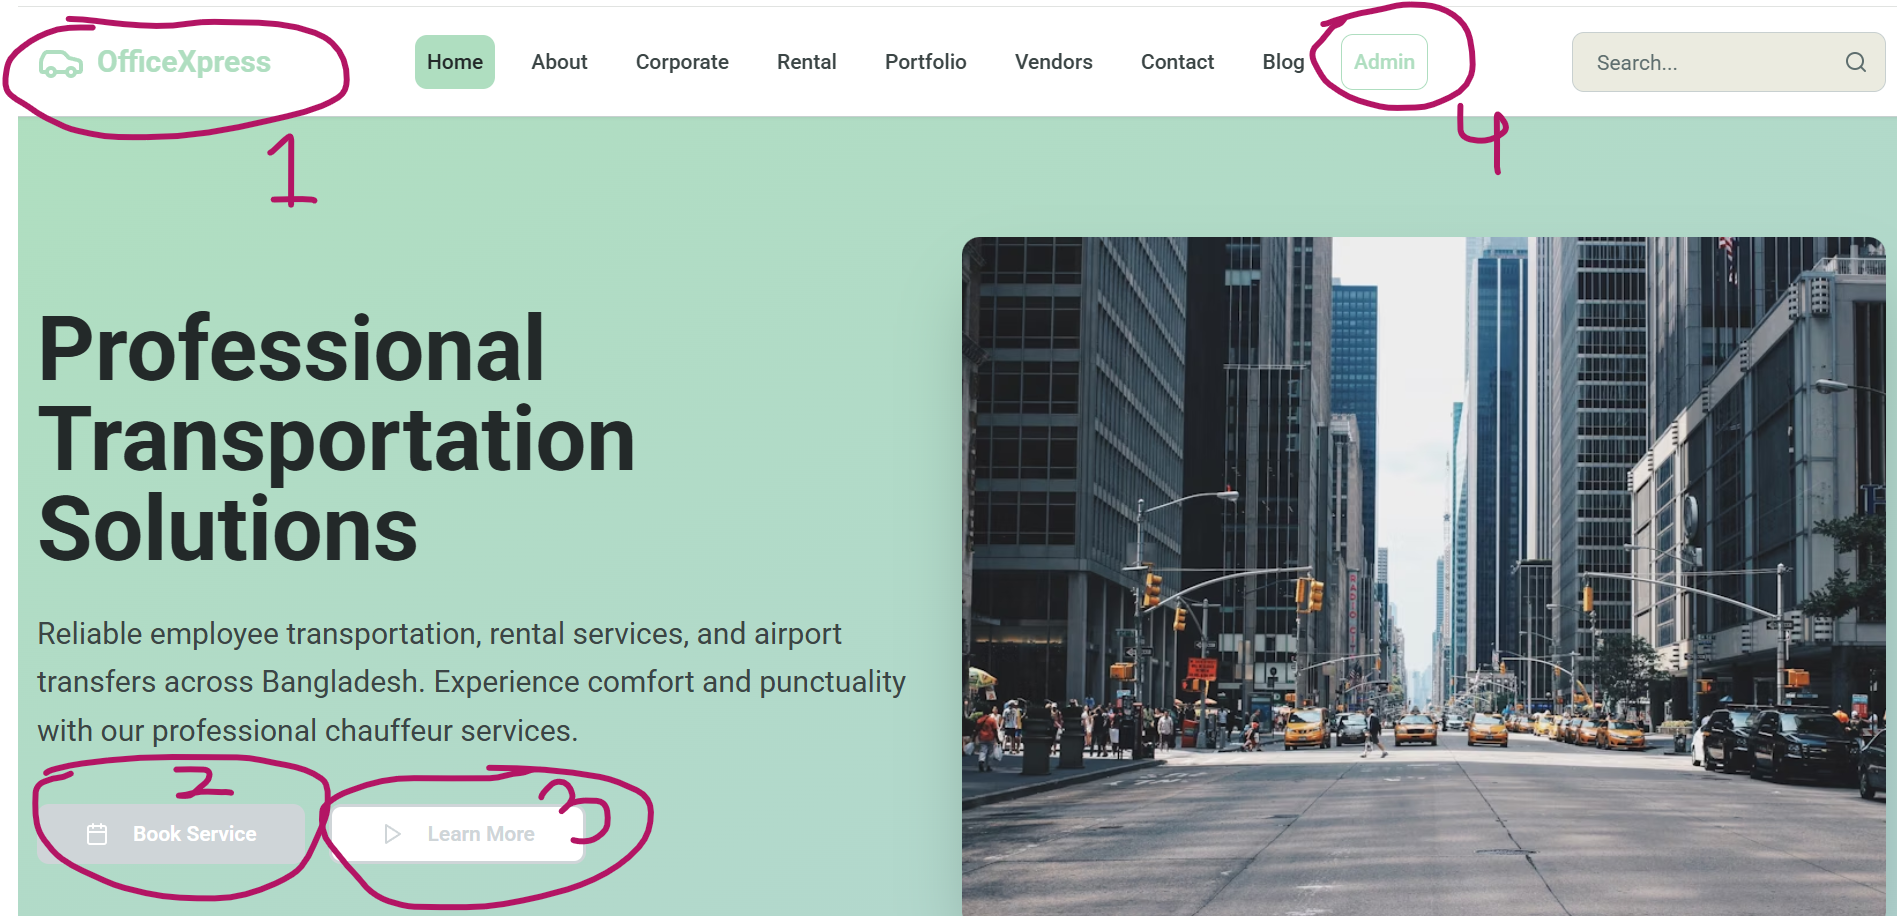 OfficeXpress
Home About Corporate Rental Portfolio Vendors Contact Blog Admin
Search...
1
4
Professional
Transportation
Solutions
Reliable employee transportation, rental services, and airport
transfers across Bangladesh. Experience comfort and punctuality
with our professional chauffeur services.
2
3
Book Service
Learn More